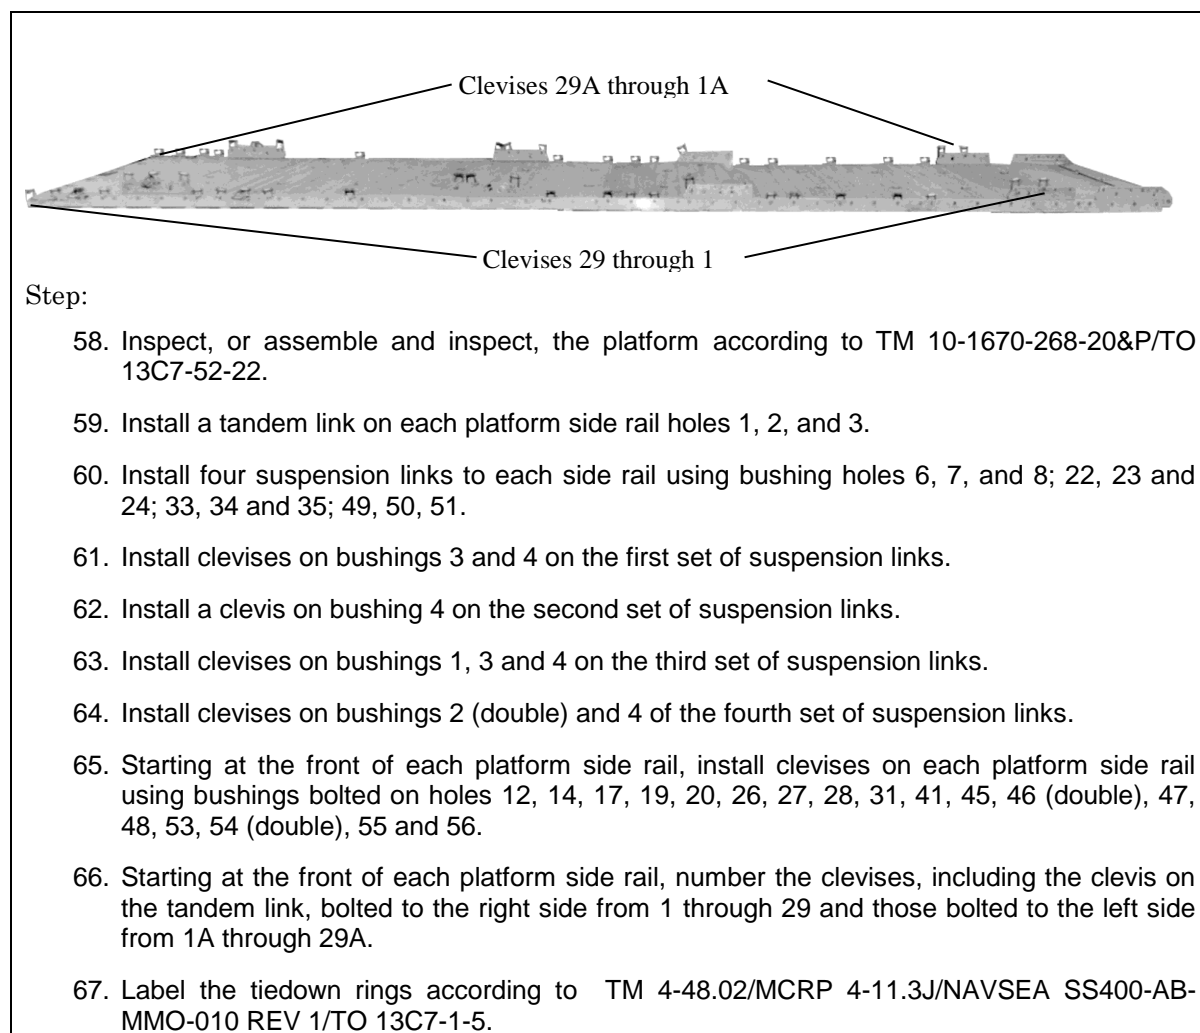 Clevises 29A through 1A
Clevises 29 through 1
Step:
58. Inspect, or assemble and inspect, the platform according to TM 10-1670-268-20&P/TO
13C7-52-22.
59. Install a tandem link on each platform side rail holes 1, 2, and 3.
60. Install four suspension links to each side rail using bushing holes 6, 7, and 8; 22, 23 and
24; 33, 34 and 35; 49, 50, 51.
61. Install clevises on bushings 3 and 4 on the first set of suspension links.
62. Install a clevis on bushing 4 on the second set of suspension links.
63. Install clevises on bushings 1, 3 and 4 on the third set of suspension links.
64. Install clevises on bushings 2 (double) and 4 of the fourth set of suspension links.
65. Starting at the front of each platform side rail, install clevises on each platform side rail
using bushings bolted on holes 12, 14, 17, 19, 20, 26, 27, 28, 31, 41, 45, 46 (double), 47,
48, 53, 54 (double), 55 and 56.
66. Starting at the front of each platform side rail, number the clevises, including the clevis on
the tandem link, bolted to the right side from 1 through 29 and those bolted to the left side
from 1A through 29A.
67. Label the tiedown rings according to TM 4-48.02/MCRP 4-11.3J/NAVSEA SS400-AB-
MMO-010 REV 1/TO 13C7-1-5.